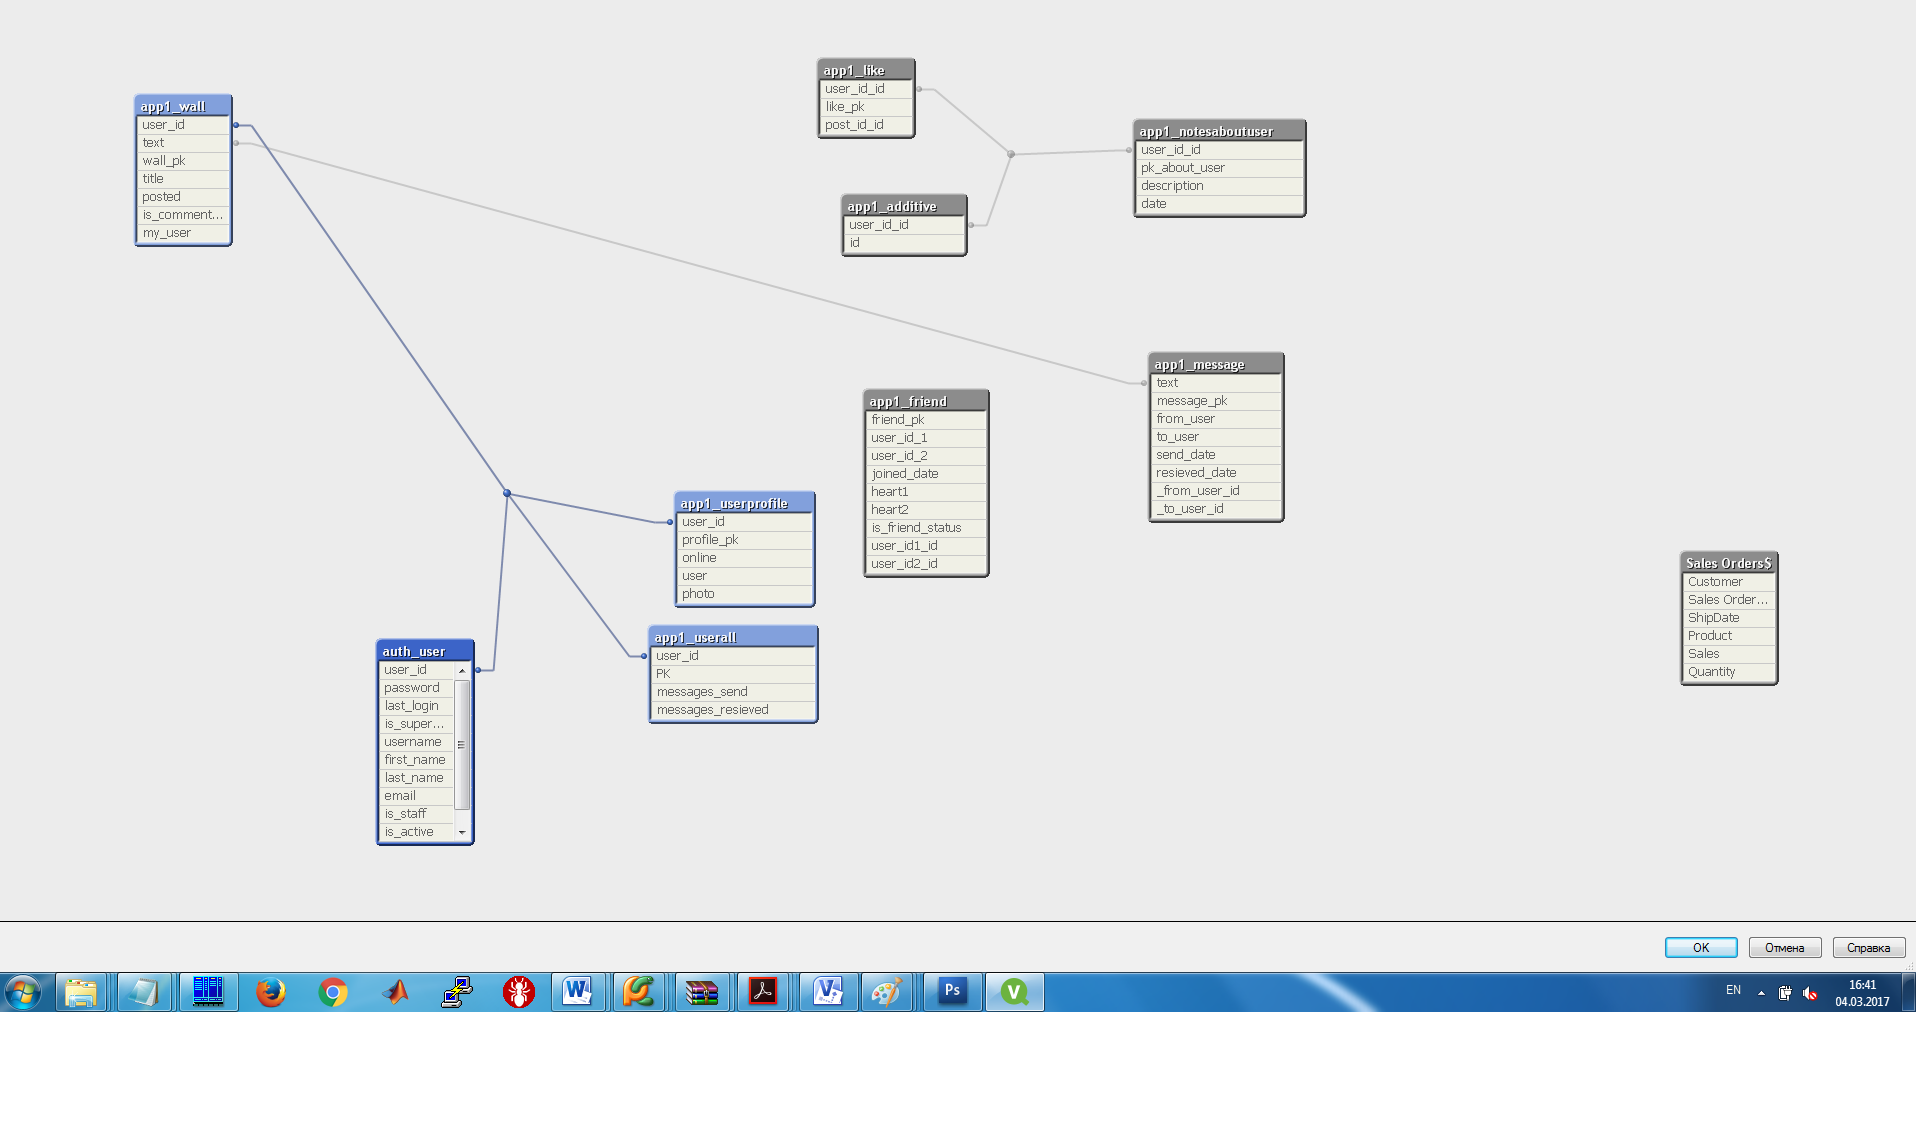 app1_wall
user_id
text
wall_pk
title
posted
is_comment...
my_user
app1_like
user_id_id
like_pk
post_id_id
app1_additive
user_id_id
id
app1_notesaboutuser
user_id_id
pk_about_user
description
date
app1_message
text
message_pk
from_user
to_user
send_date
resieved_date
_from_user_id
_to_user_id
app1_friend
friend_pk
user_id_1
user_id_2
joined_date
heart1
heart2
is_friend_status
user_id1_id
user_id2_id
app1_userprofile
user_id
profile_pk
online
user
photo
app1_userall
user_id
PK
messages_send
messages_resieved
auth_user
user_id
password
last_login
is_super...
username
first_name
last_name
email
is_staff
is_active
Sales Orders$
Customer
Sales Order...
ShipDate
Product
Sales
Quantity
OK
Отмена
Справка
Ps
EN
16:41
04.03.2017